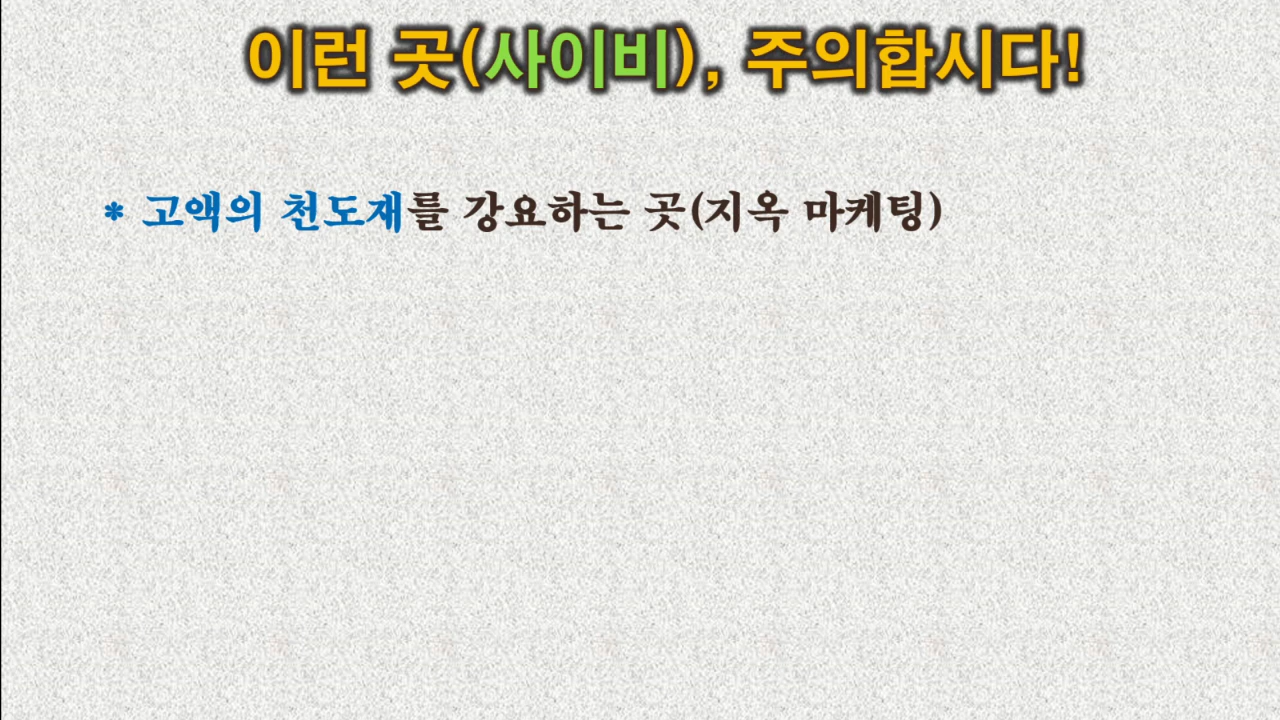 이런 곳(사이비), 주의합시다!
* 고액의 천도재를 강요하는 곳(지옥 마케팅)